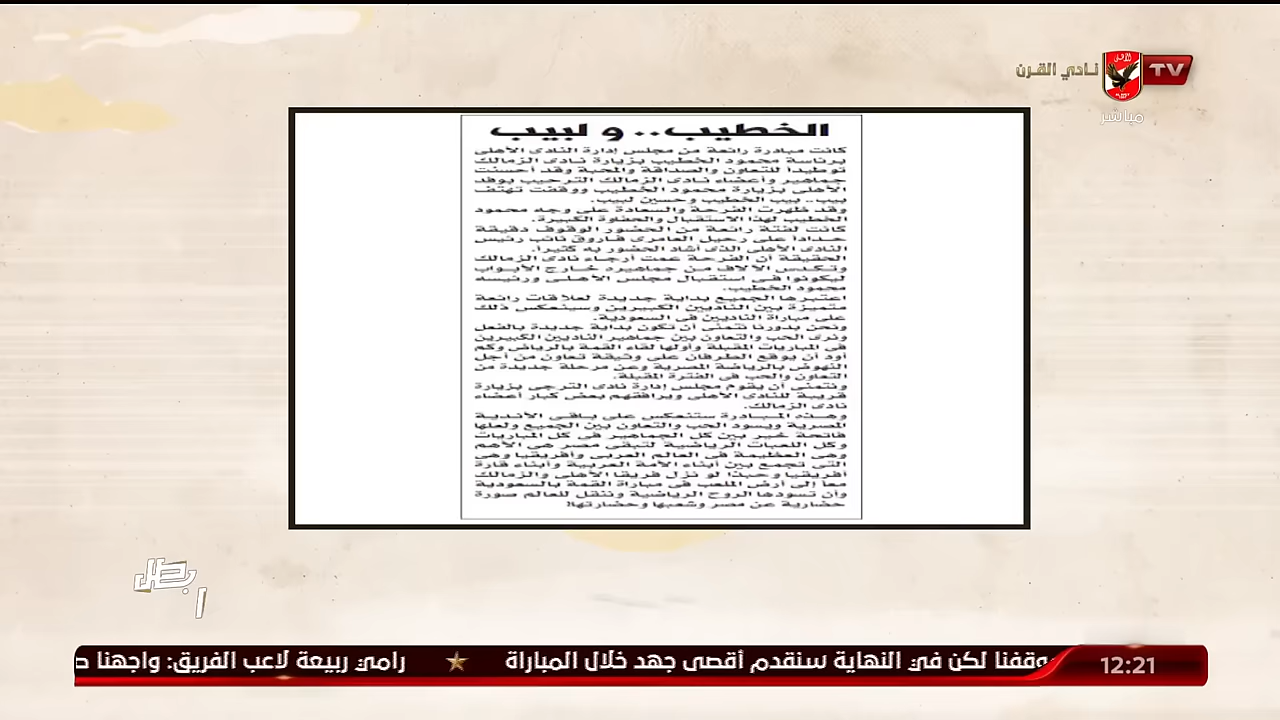 TV
نادي القرن
مباشر
الخطيب.. و لبيب
كانت مبادرة رائعة من مجلس إدارة النادى الأهلى
برئاسة محمود الخطيب بزيارة نادى الزمالك
توطيداً للتعاون والصداقة والمحبة وقد أحسنت
جماهير وأعضاء نادى الزمالك الترحيب بوفد
الأهلى بزيارة محمود الخطيب ووقفت تهتف
بيب.. بيب الخطيب وحسين لبيب.
وقد ظهرت الفرحة والسعادة على وجه محمود
الخطيب لهذا الاستقبال والحفاوة الكبيرة.
كانت لفتة رائعة من الحضور الوقوف دقيقة
حداداً على رحيل العامرى فاروق نائب رئيس
النادى الأهلى الذى أشاد الحضور به كثيراً.
الحقيقة أن الفرحة عمت أرجاء نادى الزمالك
وتكدس الآلاف من جماهيره خارج الأبواب
ليكونوا فى استقبال مجلس الأهلى ورئيسه
محمود الخطيب.
اعتبرها الجميع بداية جديدة لعلاقات رائعة
متميزة بين الناديين الكبيرين وسينعكس ذلك
على مباراة الناديين فى السعودية.
ونحن بدورنا نتمنى أن تكون بداية جديدة بالفعل
ونرى الحب والتعاون بين جماهير الناديين الكبيرين
فى المباريات المقبلة وأولها لقاء القمة بالرياض وكم
أود أن يوقع الطرفان على وثيقة تعاون من أجل
النهوض بالرياضة المصرية وعن مرحلة جديدة من
التعاون والحب فى الفترة المقبلة.
ونتمنى أن يقوم مجلس إدارة نادى الترجى بزيارة
قريبة للنادى الأهلى ويرافقهم بعض كبار أعضاء
نادى الزمالك.
وهذه المبادرة ستنعكس على باقى الأندية
المصرية ويسود الحب والتعاون بين الجميع ولعلها
فاتحة خير بين كل الجماهير فى كل المباريات
وكل اللعبات الرياضية لتبقى مصر هى الأهم
وهى العظيمة فى العالم العربى وأفريقيا وهى
التى تجمع بين أبناء الأمة العربية وأبناء قارة
أفريقيا وحبذا لو نزل فريقا الأهلى والزمالك
معاً إلى أرض الملعب فى مباراة القمة بالسعودية
وأن تسودها الروح الرياضية وننقل للعالم صورة
حضارية عن مصر وشعبها وحضارتها!
وقفنا لكن في النهاية سنقدم أقصى جهد خلال المباراة
رامي ربيعة لاعب الفريق: واجهنا
12:21